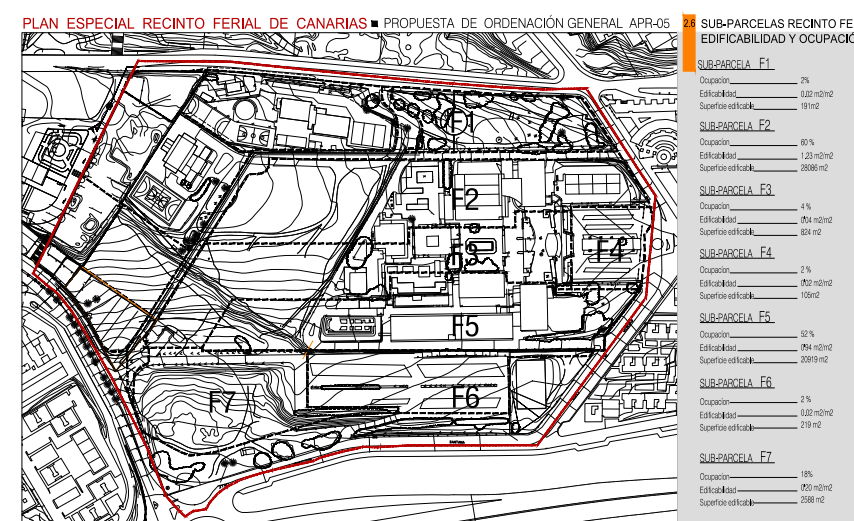 PLAN ESPECIAL RECINTO FERIAL DE CANARIAS ■ PROPUESTA DE ORDENACIÓN GENERAL APR-05
2.6 SUB-PARCELAS RECINTO FE
EDIFICABILIDAD Y OCUPACIÓ
SUB-PARCELA F1
Ocupacion 2%
Edificabilidad 0,02 m2/m2
Superficie edificable 191m2
SUB-PARCELA F2
Ocupacion 60 %
Edificabilidad 1,23 m2/m2
Superficie edificable 28086 m2
SUB-PARCELA F3
Ocupacion 4 %
Edificabilidad 0'04 m2/m2
Superficie edificable 824 m2
SUB-PARCELA F4
Ocupacion 2 %
Edificabilidad 0'02 m2/m2
Superficie edificable 105m2
SUB-PARCELA F5
Ocupacion 52 %
Edificabilidad 0'94 m2/m2
Superficie edificable 20919 m2
SUB-PARCELA F6
Ocupacion 2 %
Edificabilidad 0,02 m2/m2
Superficie edificable 219 m2
SUB-PARCELA F7
Ocupacion 18%
Edificabilidad 0'20 m2/m2
Superficie edificable 2588 m2
F1
F2
F3
F4
F5
F6
F7